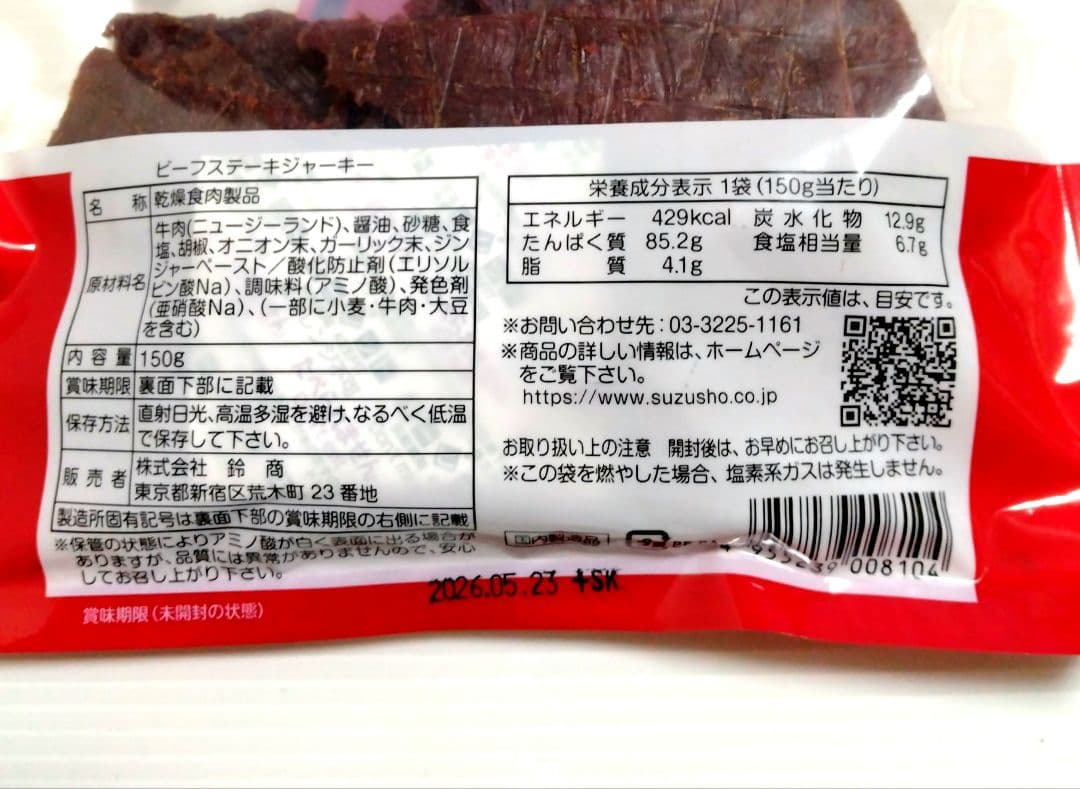 ビーフステーキジャーキー
名 称 乾燥食肉製品
原材料名 牛肉(ニュージーランド)、醤油、砂糖、食
塩、胡椒、オニオン末、ガーリック末、ジン
ジャーペースト/酸化防止剤(エリソル
ビン酸Na)、調味料(アミノ酸)、発色剤
(亜硝酸Na)、(一部に小麦・牛肉・大豆
を含む)
内容量 150g
賞味期限 裏面下部に記載
保存方法 直射日光、高温多湿を避け、なるべく低温
で保存して下さい。
販売者 株式会社 鈴商
東京都新宿区荒木町23番地
製造所固有記号は裏面下部の賞味期限の右側に記載
※保管の状態によりアミノ酸が白く表面に出る場合が
ありますが、品質には異常がありませんので、安心
してお召し上がり下さい。
賞味期限(未開封の状態)
2026.05.23 +SK
栄養成分表示 1袋(150g当たり)
エネルギー 429kcal 炭水化物 12.9g
たんぱく質 85.2g 食塩相当量 6.7g
脂質 4.1g
この表示値は、目安です。
※お問い合わせ先:03-3225-1161
※商品の詳しい情報は、ホームページ
をご覧下さい。
https://www.suzusho.co.jp
お取り扱い上の注意 開封後は、お早めにお召し上がり下さい。
※この袋を燃やした場合、塩素系ガスは発生しません。
国内製造品
008104